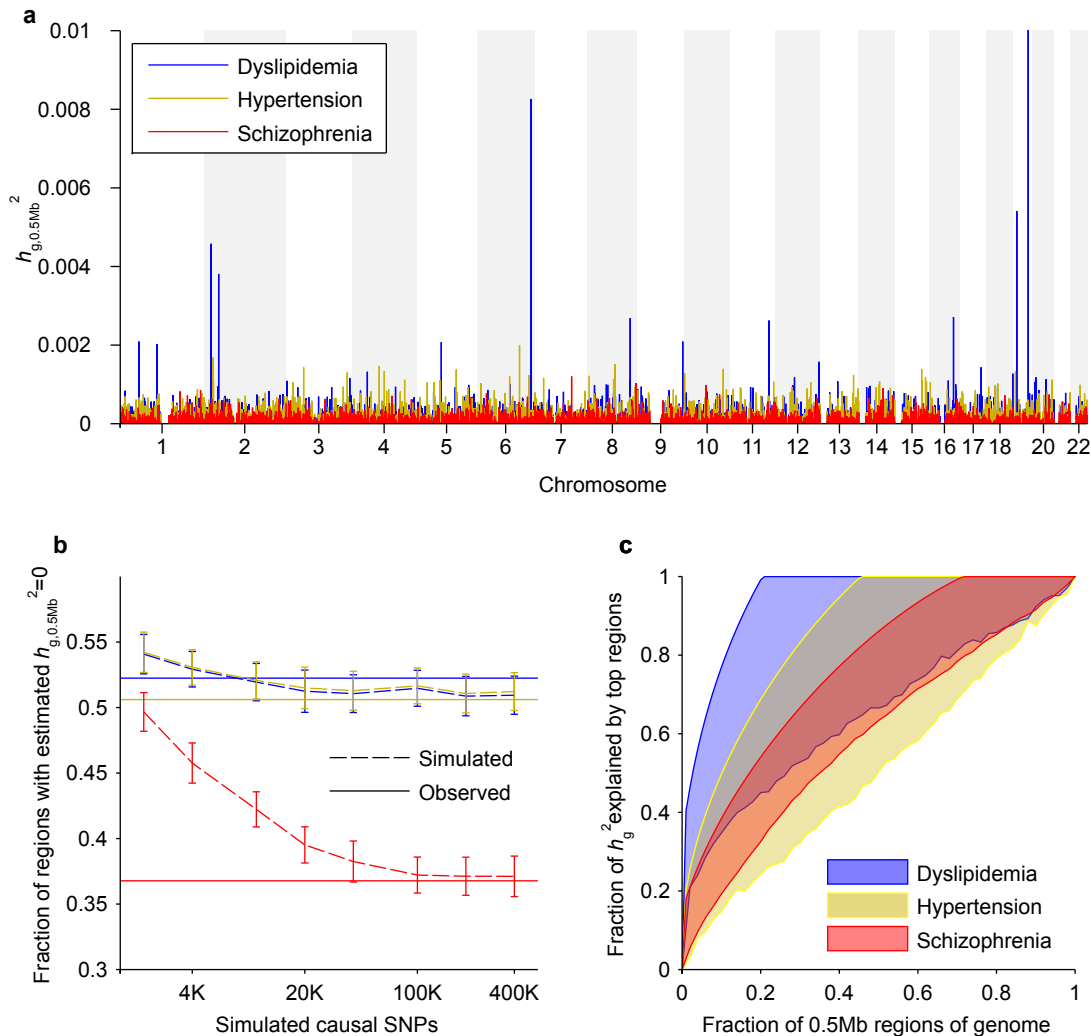 a
0.01
0.008
0.006
0.004
0.002
0
h g,0.5Mb 2
Dyslipidemia
Hypertension
Schizophrenia
1 2 3 4 5 6 7 8 9 10 11 12 13 14 15 16 17 18 20 22
Chromosome
b
Fraction of regions with estimated h g,0.5Mb 2=0
0.55
0.5
0.45
0.4
0.35
0.3
Simulated
Observed
4K 20K 100K 400K
Simulated causal SNPs
c
Fraction of h g 2 explained by top regions
1
0.8
0.6
0.4
0.2
0
Dyslipidemia
Hypertension
Schizophrenia
0 0.2 0.4 0.6 0.8 1
Fraction of 0.5Mb regions of genome